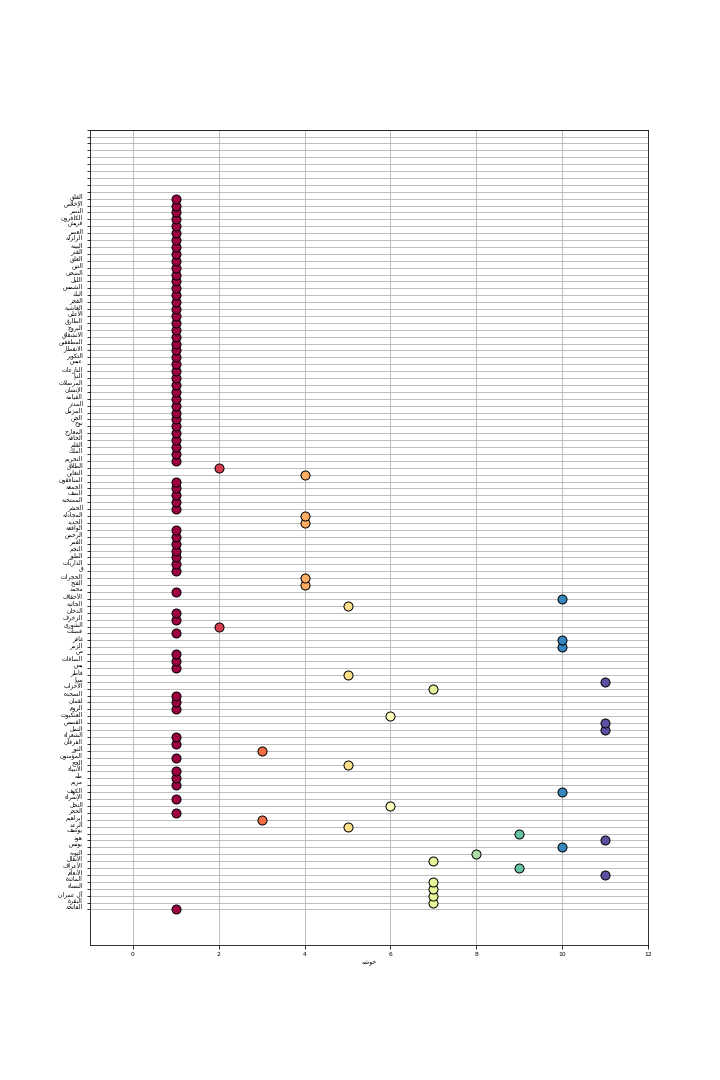 الفلق
الإخلاص
النصر
الكافرون
قريش
العصر
الزلزلة
البينة
القدر
العلق
التين
الضحى
الليل
الشمس
البلد
الفجر
الغاشية
الأعلى
الطارق
البروج
الانشقاق
المطففين
الانفطار
التكوير
عبس
النازعات
النبأ
المرسلات
الإنسان
القيامة
المدثر
المزمل
الجن
نوح
المعارج
الحاقة
القلم
الملك
التحريم
الطلاق
التغابن
المنافقون
الجمعة
الصف
الممتحنة
الحشر
المجادلة
الحديد
الواقعة
الرحمن
القمر
النجم
الطور
الذاريات
ق
الحجرات
الفتح
محمد
الأحقاف
الجاثية
الدخان
الزخرف
الشورى
فصلت
غافر
الزمر
ص
الصافات
يس
فاطر
سبأ
الأحزاب
السجدة
لقمان
الروم
العنكبوت
القصص
النمل
الشعراء
الفرقان
النور
المؤمنون
الحج
الأنبياء
طه
مريم
الكهف
الإسراء
النحل
الحجر
إبراهيم
الرعد
يوسف
هود
يونس
التوبة
الأنفال
الأعراف
الأنعام
المائدة
النساء
آل عمران
البقرة
الفاتحة
0 2 4 6 8 10 12
خوشه